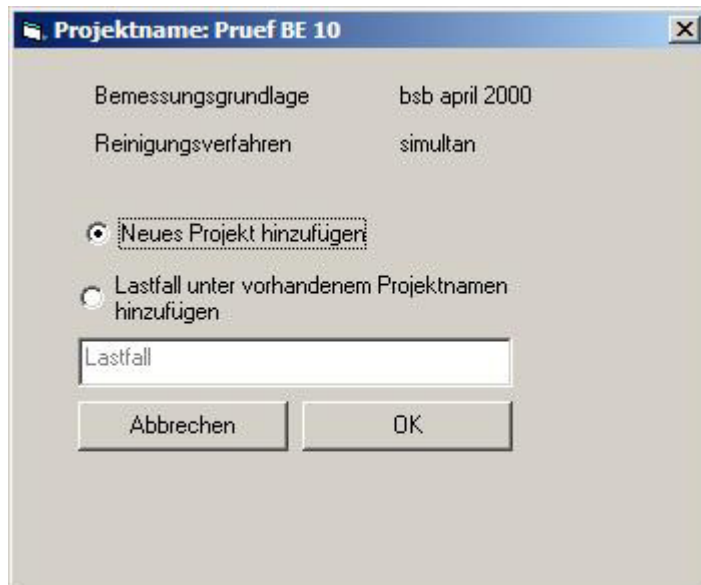 Projektname: Pruef BE 10
Bemessungsgrundlage bsb april 2000
Reinigungsverfahren simultan
Neues Projekt hinzufügen
Lastfall unter vorhandenem Projektnamen
hinzufügen
Lastfall
Abbrechen OK